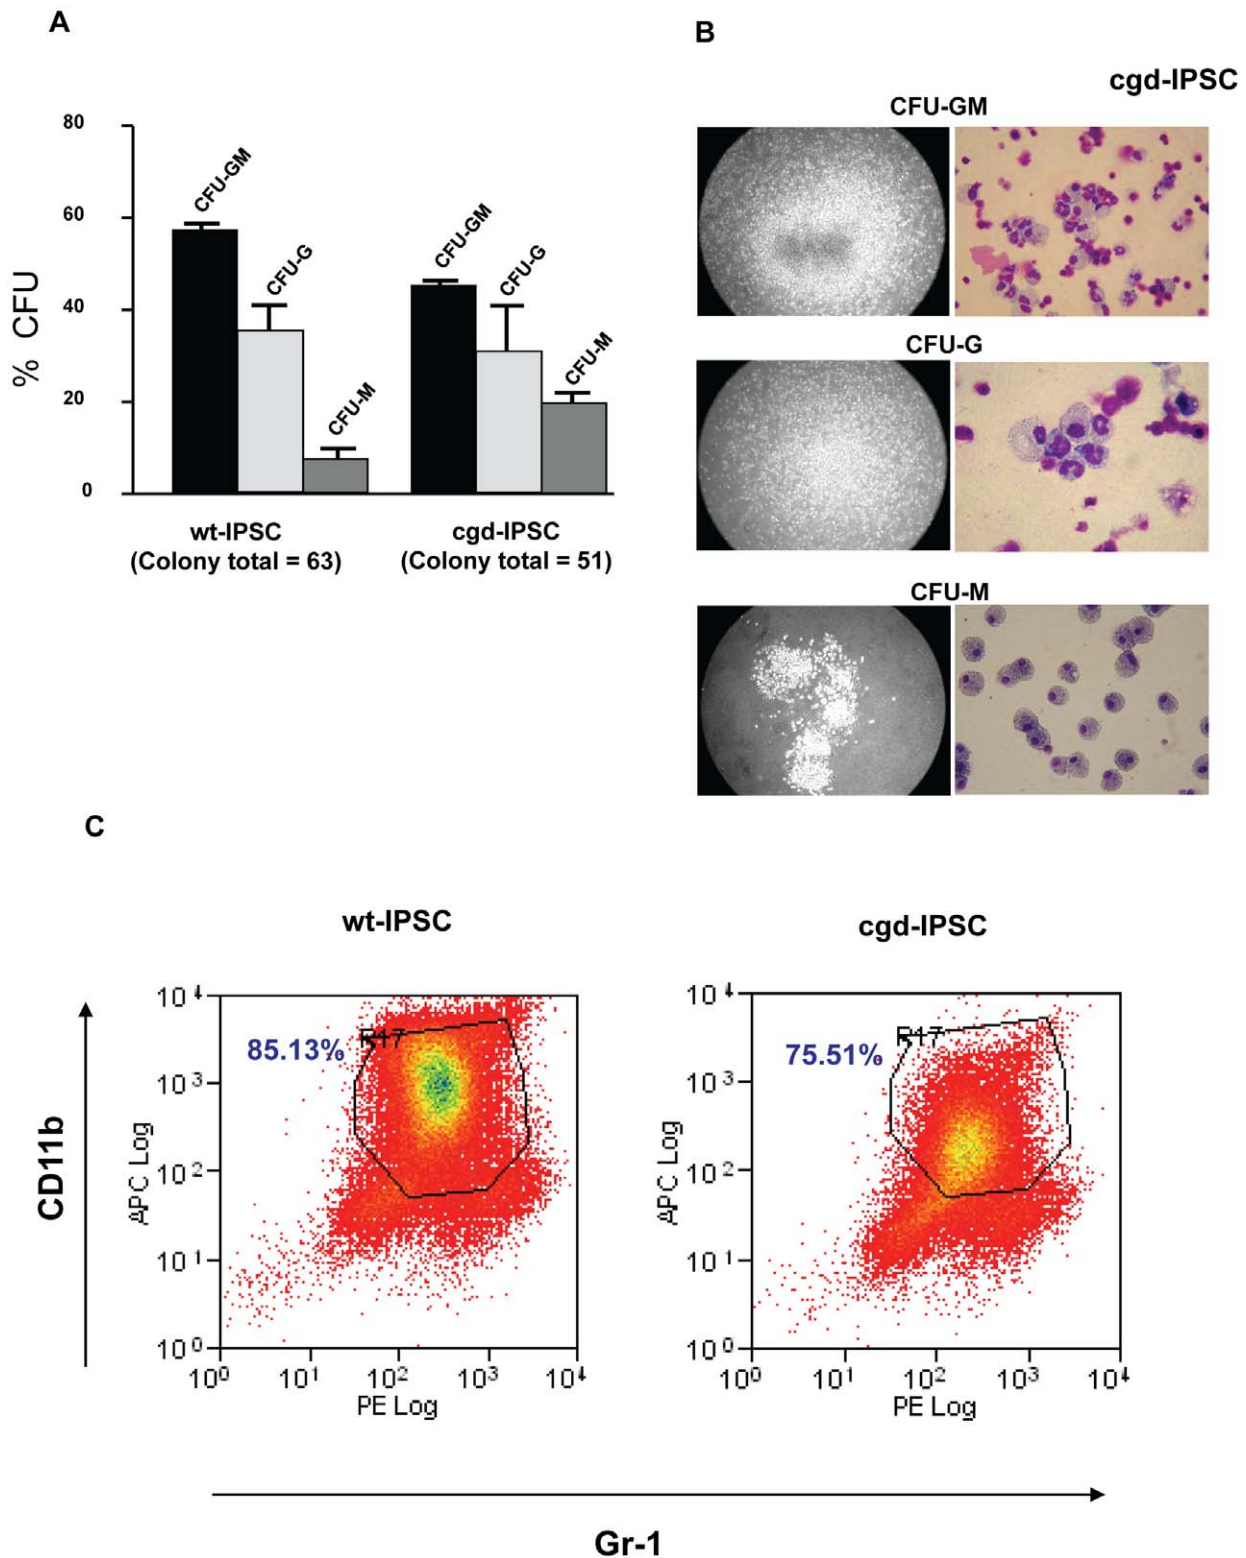 A
80
60
40
20
0
% CFU
CFU-GM
CFU-G
CFU-M
CFU-GM
CFU-G
CFU-M
wt-IPSC
(Colony total = 63)
cgd-IPSC
(Colony total = 51)
B
cgd-IPSC
CFU-GM
CFU-G
CFU-M
C
wt-IPSC
cgd-IPSC
CD11b
APC Log
10⁴
10³
10²
10¹
10⁰
85.13%
10⁰ 10¹ 10² 10³ 10⁴
PE Log
APC Log
10⁴
10³
10²
10¹
10⁰
75.51%
10⁰ 10¹ 10² 10³ 10⁴
PE Log
Gr-1